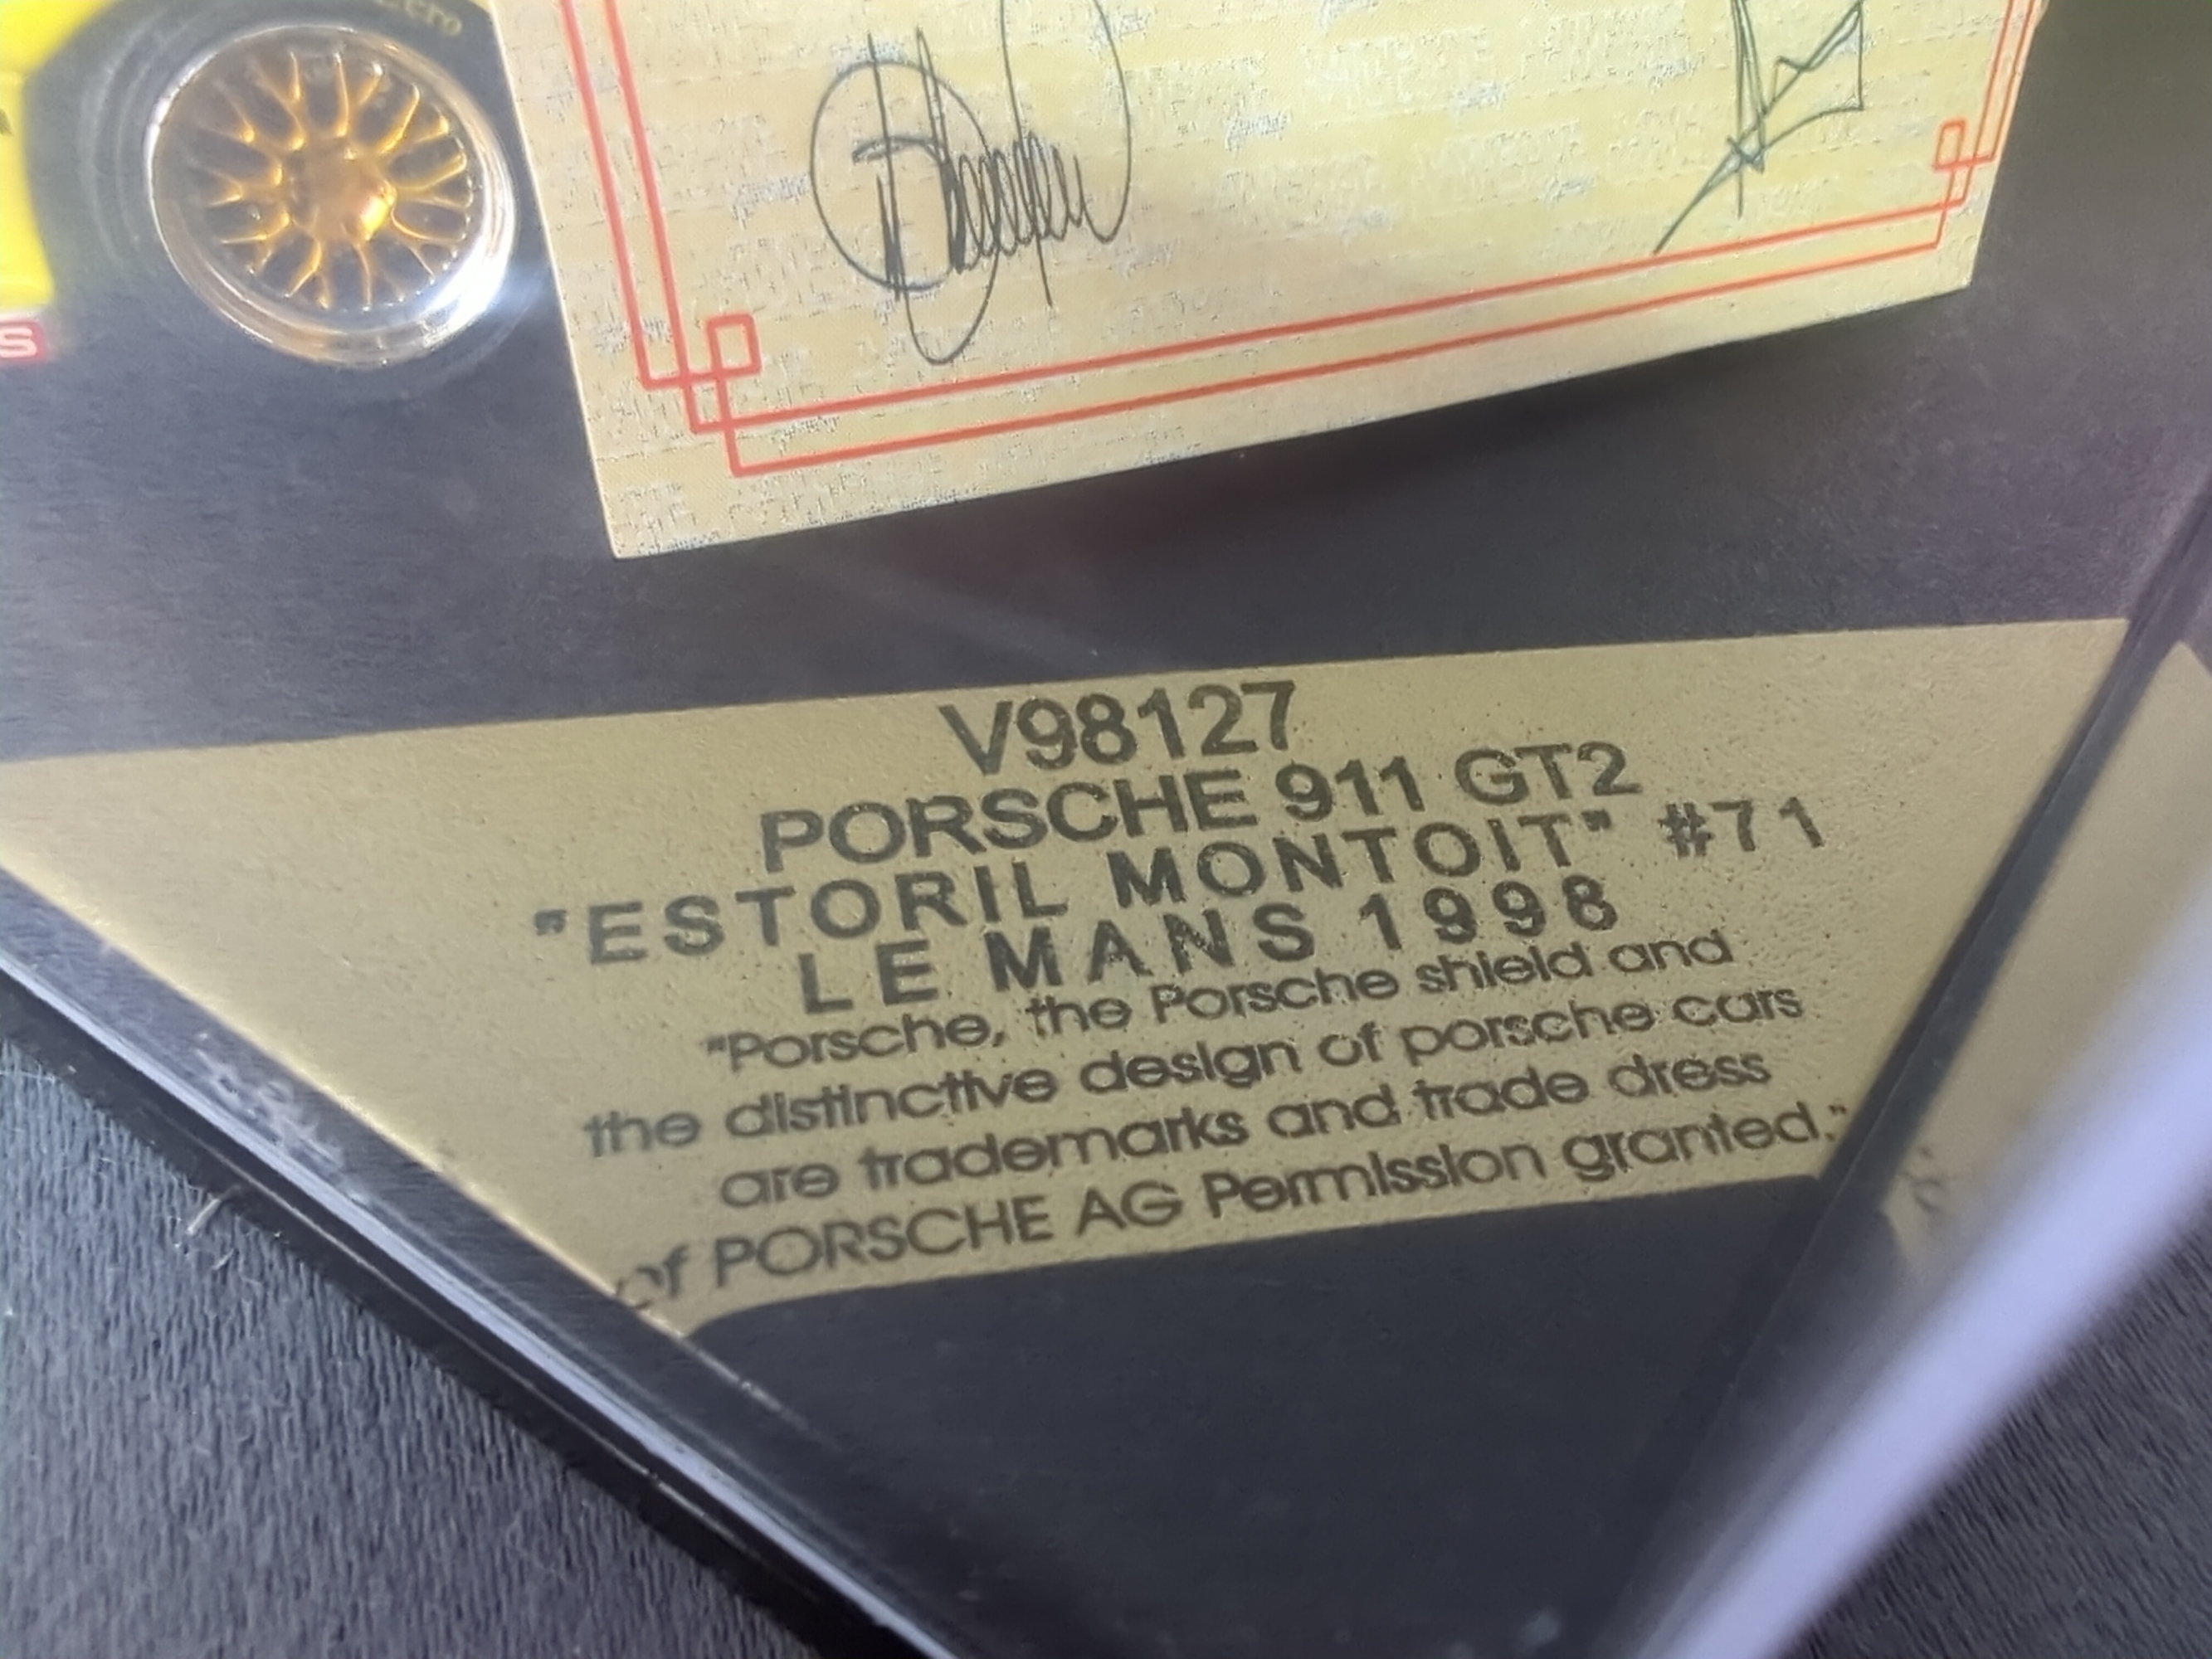 S
V98127
PORSCHE 911 GT2
"ESTORIL MONTOIT" #71
LE MANS 1998
"Porsche, the Porsche shield and
the distinctive design of porsche cars
are trademarks and trade dress
of PORSCHE AG Permission granted."